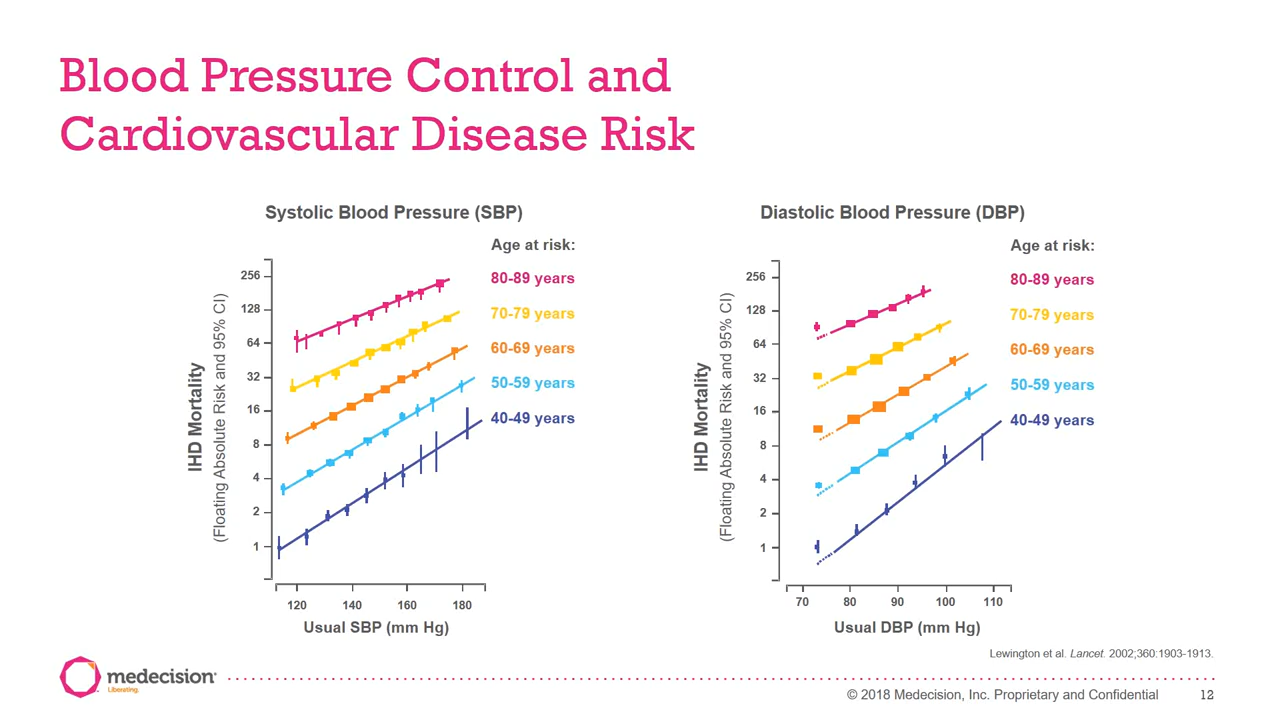 Blood Pressure Control and
Cardiovascular Disease Risk
Systolic Blood Pressure (SBP)
IHD Mortality
(Floating Absolute Risk and 95% CI)
256
128
64
32
16
8
4
2
1
120 140 160 180
Usual SBP (mm Hg)
Age at risk:
80-89 years
70-79 years
60-69 years
50-59 years
40-49 years
Diastolic Blood Pressure (DBP)
IHD Mortality
(Floating Absolute Risk and 95% CI)
256
128
64
32
16
8
4
2
1
70 80 90 100 110
Usual DBP (mm Hg)
Age at risk:
80-89 years
70-79 years
60-69 years
50-59 years
40-49 years
Lewington et al. Lancet. 2002;360:1903-1913.
medecision
Liberating.
© 2018 Medecision, Inc. Proprietary and Confidential 12